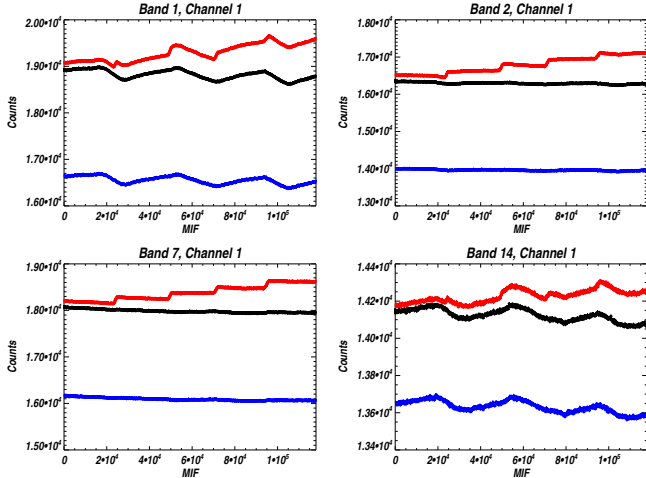 Band 1, Channel 1
Counts
2.00•10⁴
1.90•10⁴
1.80•10⁴
1.70•10⁴
1.60•10⁴
0 2•10⁴ 4•10⁴ 6•10⁴ 8•10⁴ 1•10⁵
MIF
Band 2, Channel 1
Counts
1.80•10⁴
1.70•10⁴
1.60•10⁴
1.50•10⁴
1.40•10⁴
1.30•10⁴
0 2•10⁴ 4•10⁴ 6•10⁴ 8•10⁴ 1•10⁵
MIF
Band 7, Channel 1
Counts
1.90•10⁴
1.80•10⁴
1.70•10⁴
1.60•10⁴
1.50•10⁴
0 2•10⁴ 4•10⁴ 6•10⁴ 8•10⁴ 1•10⁵
MIF
Band 14, Channel 1
Counts
1.44•10⁴
1.42•10⁴
1.40•10⁴
1.38•10⁴
1.36•10⁴
1.34•10⁴
0 2•10⁴ 4•10⁴ 6•10⁴ 8•10⁴ 1•10⁵
MIF